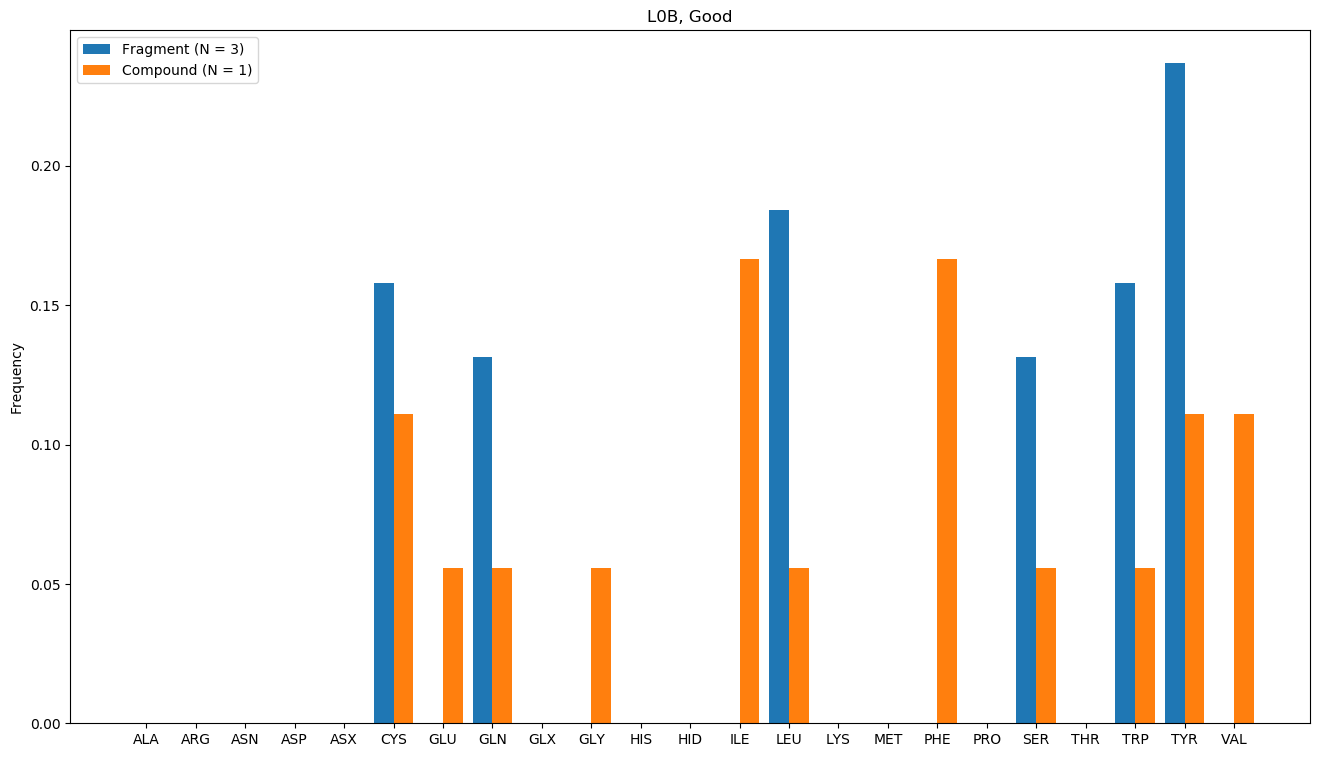 L0B, Good
Fragment (N = 3)
Compound (N = 1)
Frequency
0.20
0.15
0.10
0.05
0.00
ALA ARG ASN ASP ASX CYS GLU GLN GLX GLY HIS HID ILE LEU LYS MET PHE PRO SER THR TRP TYR VAL